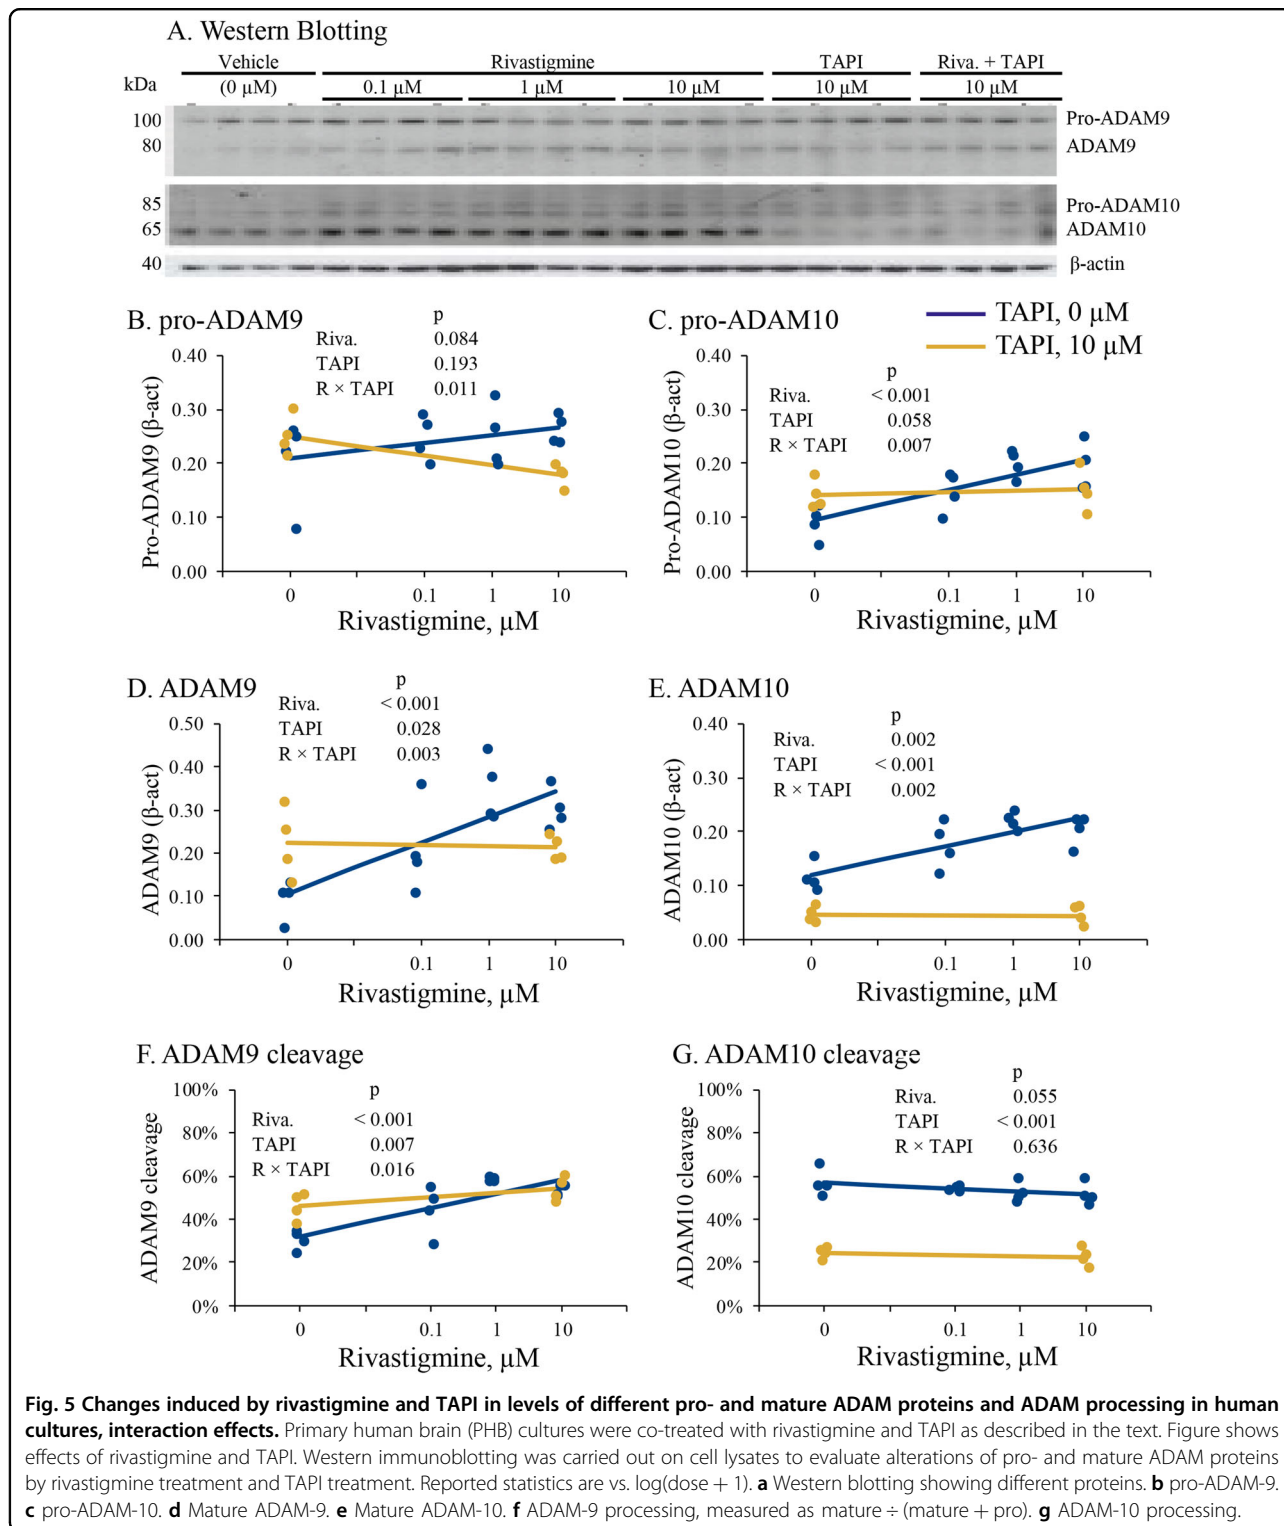 A. Western Blotting
Vehicle Rivastigmine TAPI Riva. + TAPI
kDa (0 μM) 0.1 μM 1 μM 10 μM 10 μM 10 μM
100 Pro-ADAM9
80 ADAM9
85 Pro-ADAM10
65 ADAM10
40 β-actin
B. pro-ADAM9
p
Riva. 0.084
TAPI 0.193
R × TAPI 0.011
Pro-ADAM9 (β-act)
0.40
0.30
0.20
0.10
0.00
0 0.1 1 10
Rivastigmine, μM
C. pro-ADAM10
TAPI, 0 μM
TAPI, 10 μM
p
Riva. < 0.001
TAPI 0.058
R × TAPI 0.007
Pro-ADAM10 (β-act)
0.40
0.30
0.20
0.10
0.00
0 0.1 1 10
Rivastigmine, μM
D. ADAM9
p
Riva. < 0.001
TAPI 0.028
R × TAPI 0.003
ADAM9 (β-act)
0.50
0.40
0.30
0.20
0.10
0.00
0 0.1 1 10
Rivastigmine, μM
E. ADAM10
p
Riva. 0.002
TAPI < 0.001
R × TAPI 0.002
ADAM10 (β-act)
0.40
0.30
0.20
0.10
0.00
0 0.1 1 10
Rivastigmine, μM
F. ADAM9 cleavage
p
Riva. < 0.001
TAPI 0.007
R × TAPI 0.016
ADAM9 cleavage
100%
80%
60%
40%
20%
0%
0 0.1 1 10
Rivastigmine, μM
G. ADAM10 cleavage
p
Riva. 0.055
TAPI < 0.001
R × TAPI 0.636
ADAM10 cleavage
100%
80%
60%
40%
20%
0%
0 0.1 1 10
Rivastigmine, μM
Fig. 5 Changes induced by rivastigmine and TAPI in levels of different pro- and mature ADAM proteins and ADAM processing in human
cultures, interaction effects. Primary human brain (PHB) cultures were co-treated with rivastigmine and TAPI as described in the text. Figure shows
effects of rivastigmine and TAPI. Western immunoblotting was carried out on cell lysates to evaluate alterations of pro- and mature ADAM proteins
by rivastigmine treatment and TAPI treatment. Reported statistics are vs. log(dose + 1). a Western blotting showing different proteins. b pro-ADAM-9.
c pro-ADAM-10. d Mature ADAM-9. e Mature ADAM-10. f ADAM-9 processing, measured as mature ÷ (mature + pro). g ADAM-10 processing.